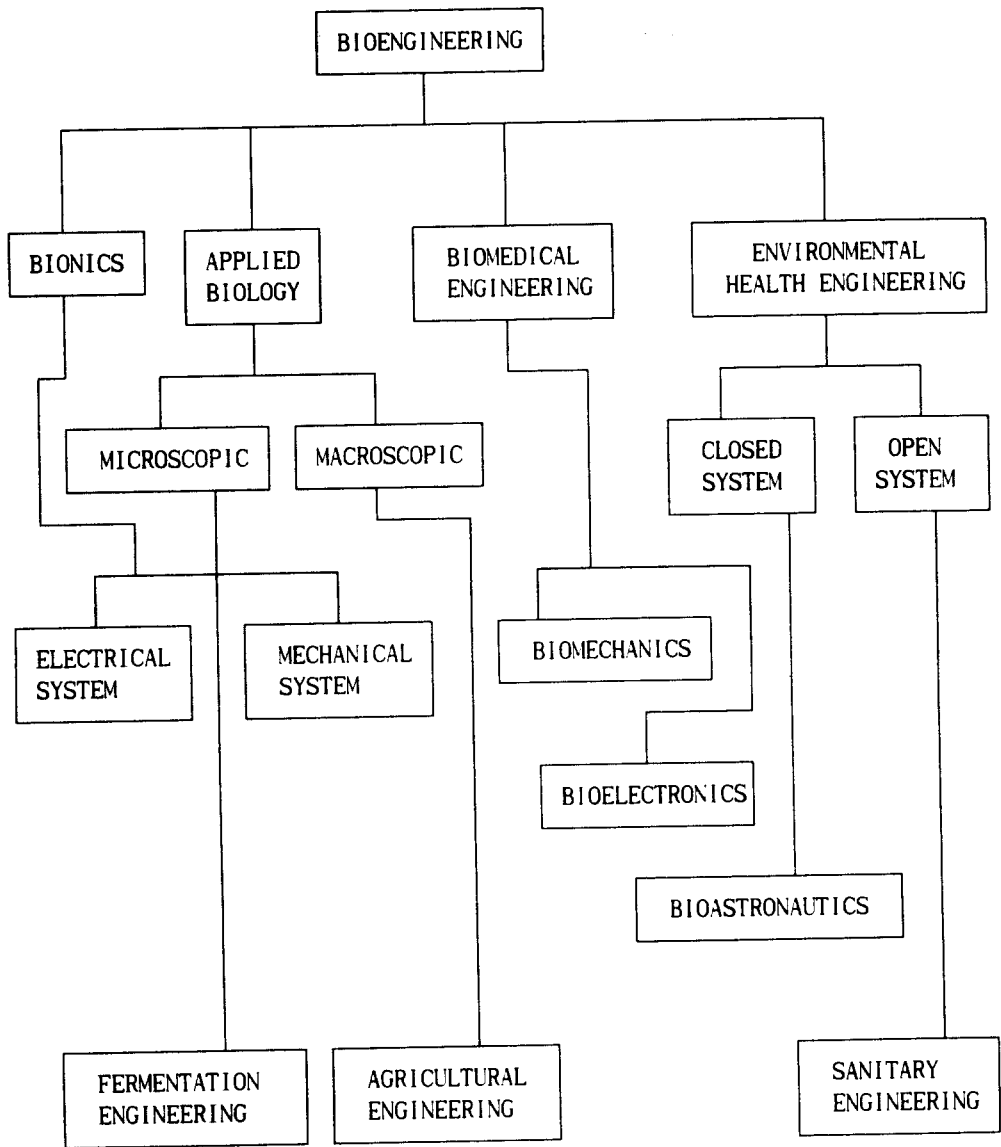 BIOENGINEERING
BIONICS
APPLIED
BIOLOGY
BIOMEDICAL
ENGINEERING
ENVIRONMENTAL
HEALTH ENGINEERING
MICROSCOPIC
MACROSCOPIC
CLOSED
SYSTEM
OPEN
SYSTEM
ELECTRICAL
SYSTEM
MECHANICAL
SYSTEM
BIOMECHANICS
BIOELECTRONICS
BIOASTRONAUTICS
FERMENTATION
ENGINEERING
AGRICULTURAL
ENGINEERING
SANITARY
ENGINEERING